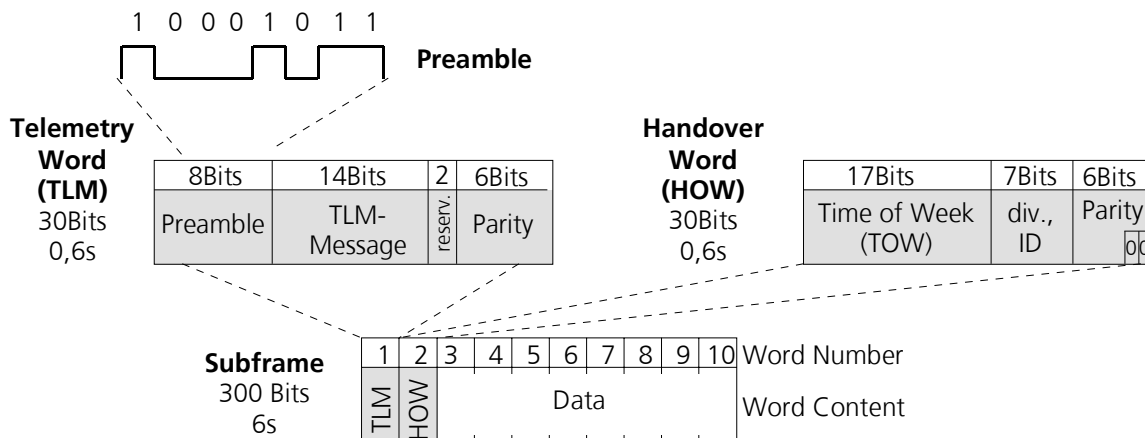 1 0 0 0 1 0 1 1
Preamble
Telemetry
Word
(TLM)
30Bits
0,6s
8Bits 14Bits 2 6Bits
Preamble
TLM-
Message
reserv.
Parity
Handover
Word
(HOW)
30Bits
0,6s
17Bits 7Bits 6Bits
Time of Week
(TOW)
div.,
ID
Parity
0
Subframe
300 Bits
6s
1 2 3 4 5 6 7 8 9 10 Word Number
TLM
HOW
Data
Word Content